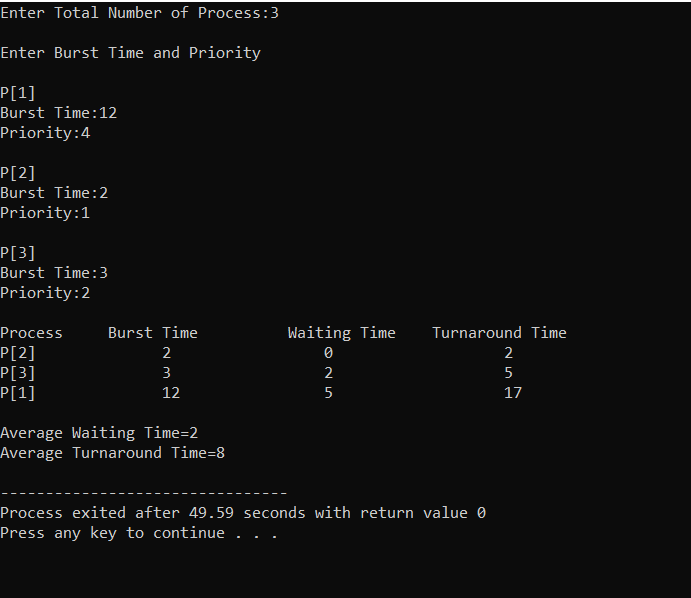 Enter Total Number of Process:3
Enter Burst Time and Priority
P[1]
Burst Time:12
Priority:4
P[2]
Burst Time:2
Priority:1
P[3]
Burst Time:3
Priority:2
Process     Burst Time          Waiting Time    Turnaround Time
P[2]              2                 0                   2
P[3]              3                 2                   5
P[1]              12                5                   17
Average Waiting Time=2
Average Turnaround Time=8
--------------------------------
Process exited after 49.59 seconds with return value 0
Press any key to continue . . .